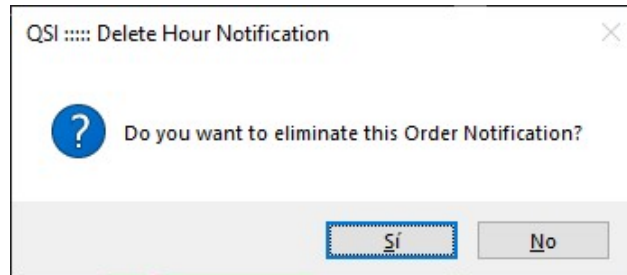 QSI ::::: Delete Hour Notification
Do you want to eliminate this Order Notification?
Sí
No